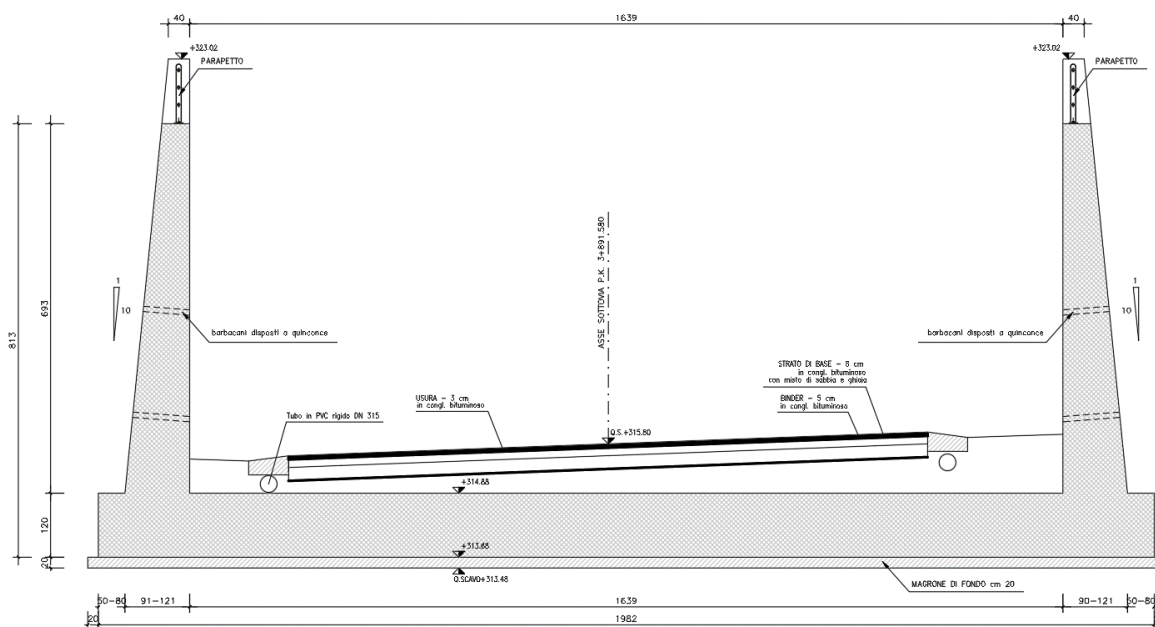 40
1639
40
+323.02
+323.02
PARAPETTO
PARAPETTO
ASSE SOTTOVIA P.K. 3+891.580
1
10
1
10
693
813
barbacani disposti a quinconce
barbacani disposti a quinconce
STRATO DI BASE - 8 cm
in congl. bituminoso
con misto di sabbia e ghiaia
USURA - 3 cm
in congl. bituminoso
BINDER - 5 cm
in congl. bituminoso
Tubo in PVC rigido DN 315
Q.S.+315.80
+314.88
120
+313.68
20
Q.SCAVO+313.48
MAGRONE DI FONDO cm 20
50-80
91-121
1639
90-121
50-80
20
1982